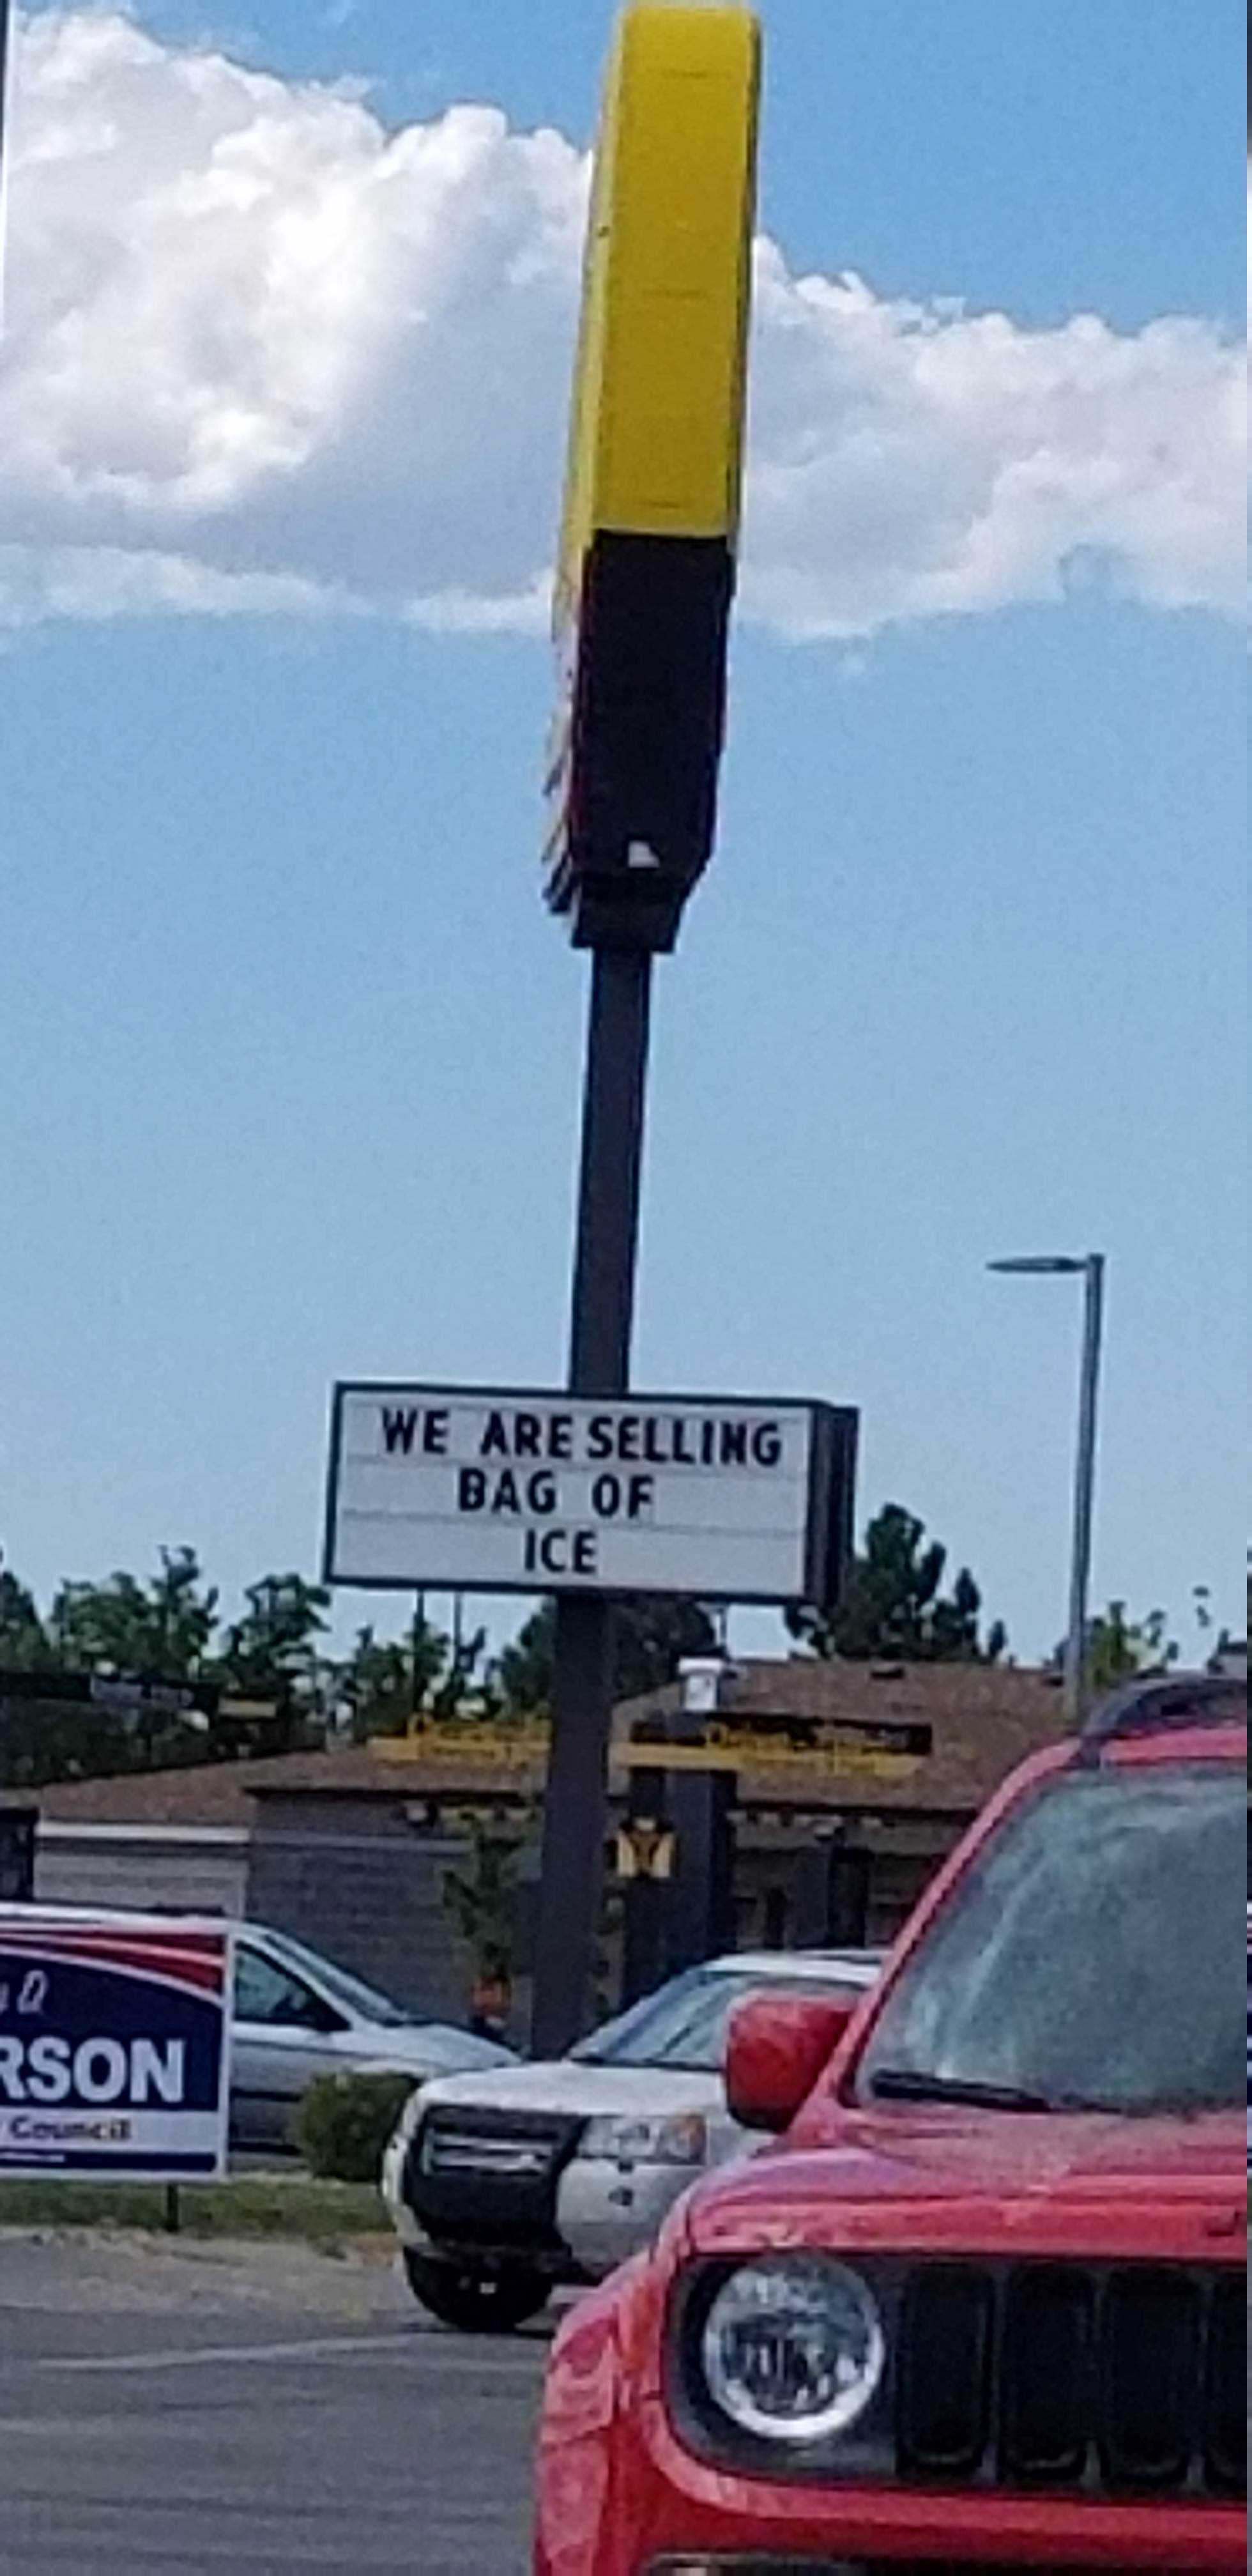 WE ARE SELLING
BAG OF
ICE
RSON
Council